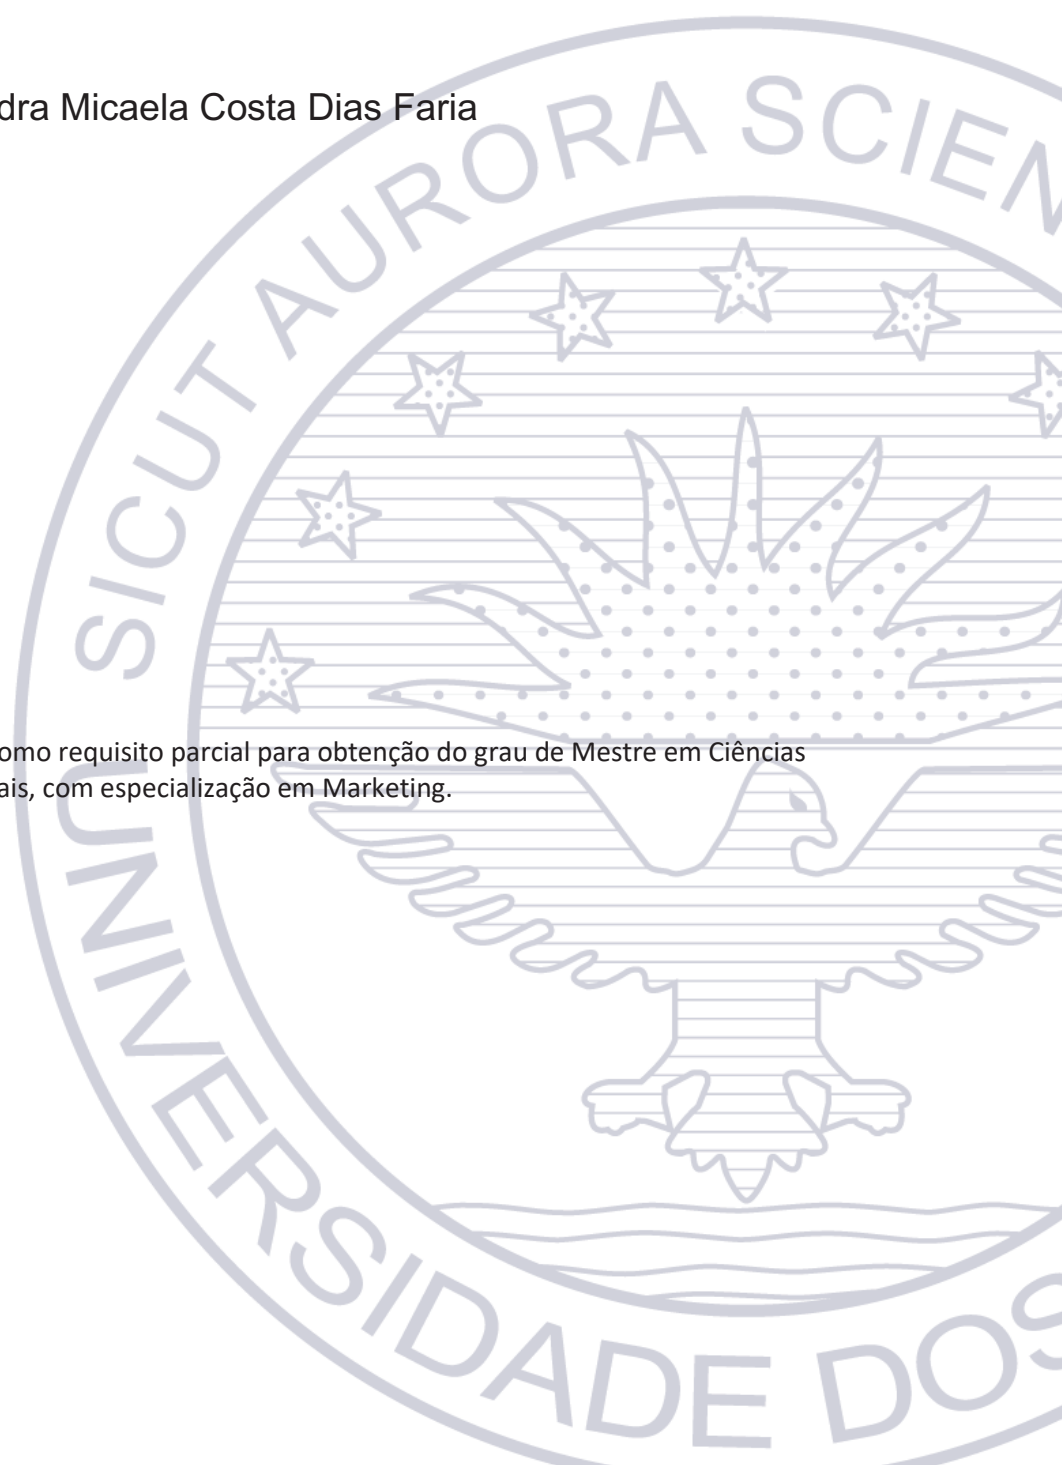 dra Micaela Costa Dias Faria
SICUT AURORA SCIEN
omo requisito parcial para obtenção do grau de Mestre em Ciências
ais, com especialização em Marketing.
UNIVERSIDADE DOS